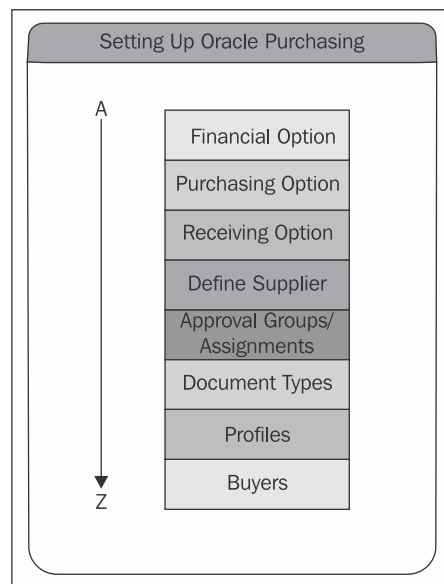 Setting Up Oracle Purchasing
A
Financial Option
Purchasing Option
Receiving Option
Define Supplier
Approval Groups/
Assignments
Document Types
Profiles
Buyers
Z